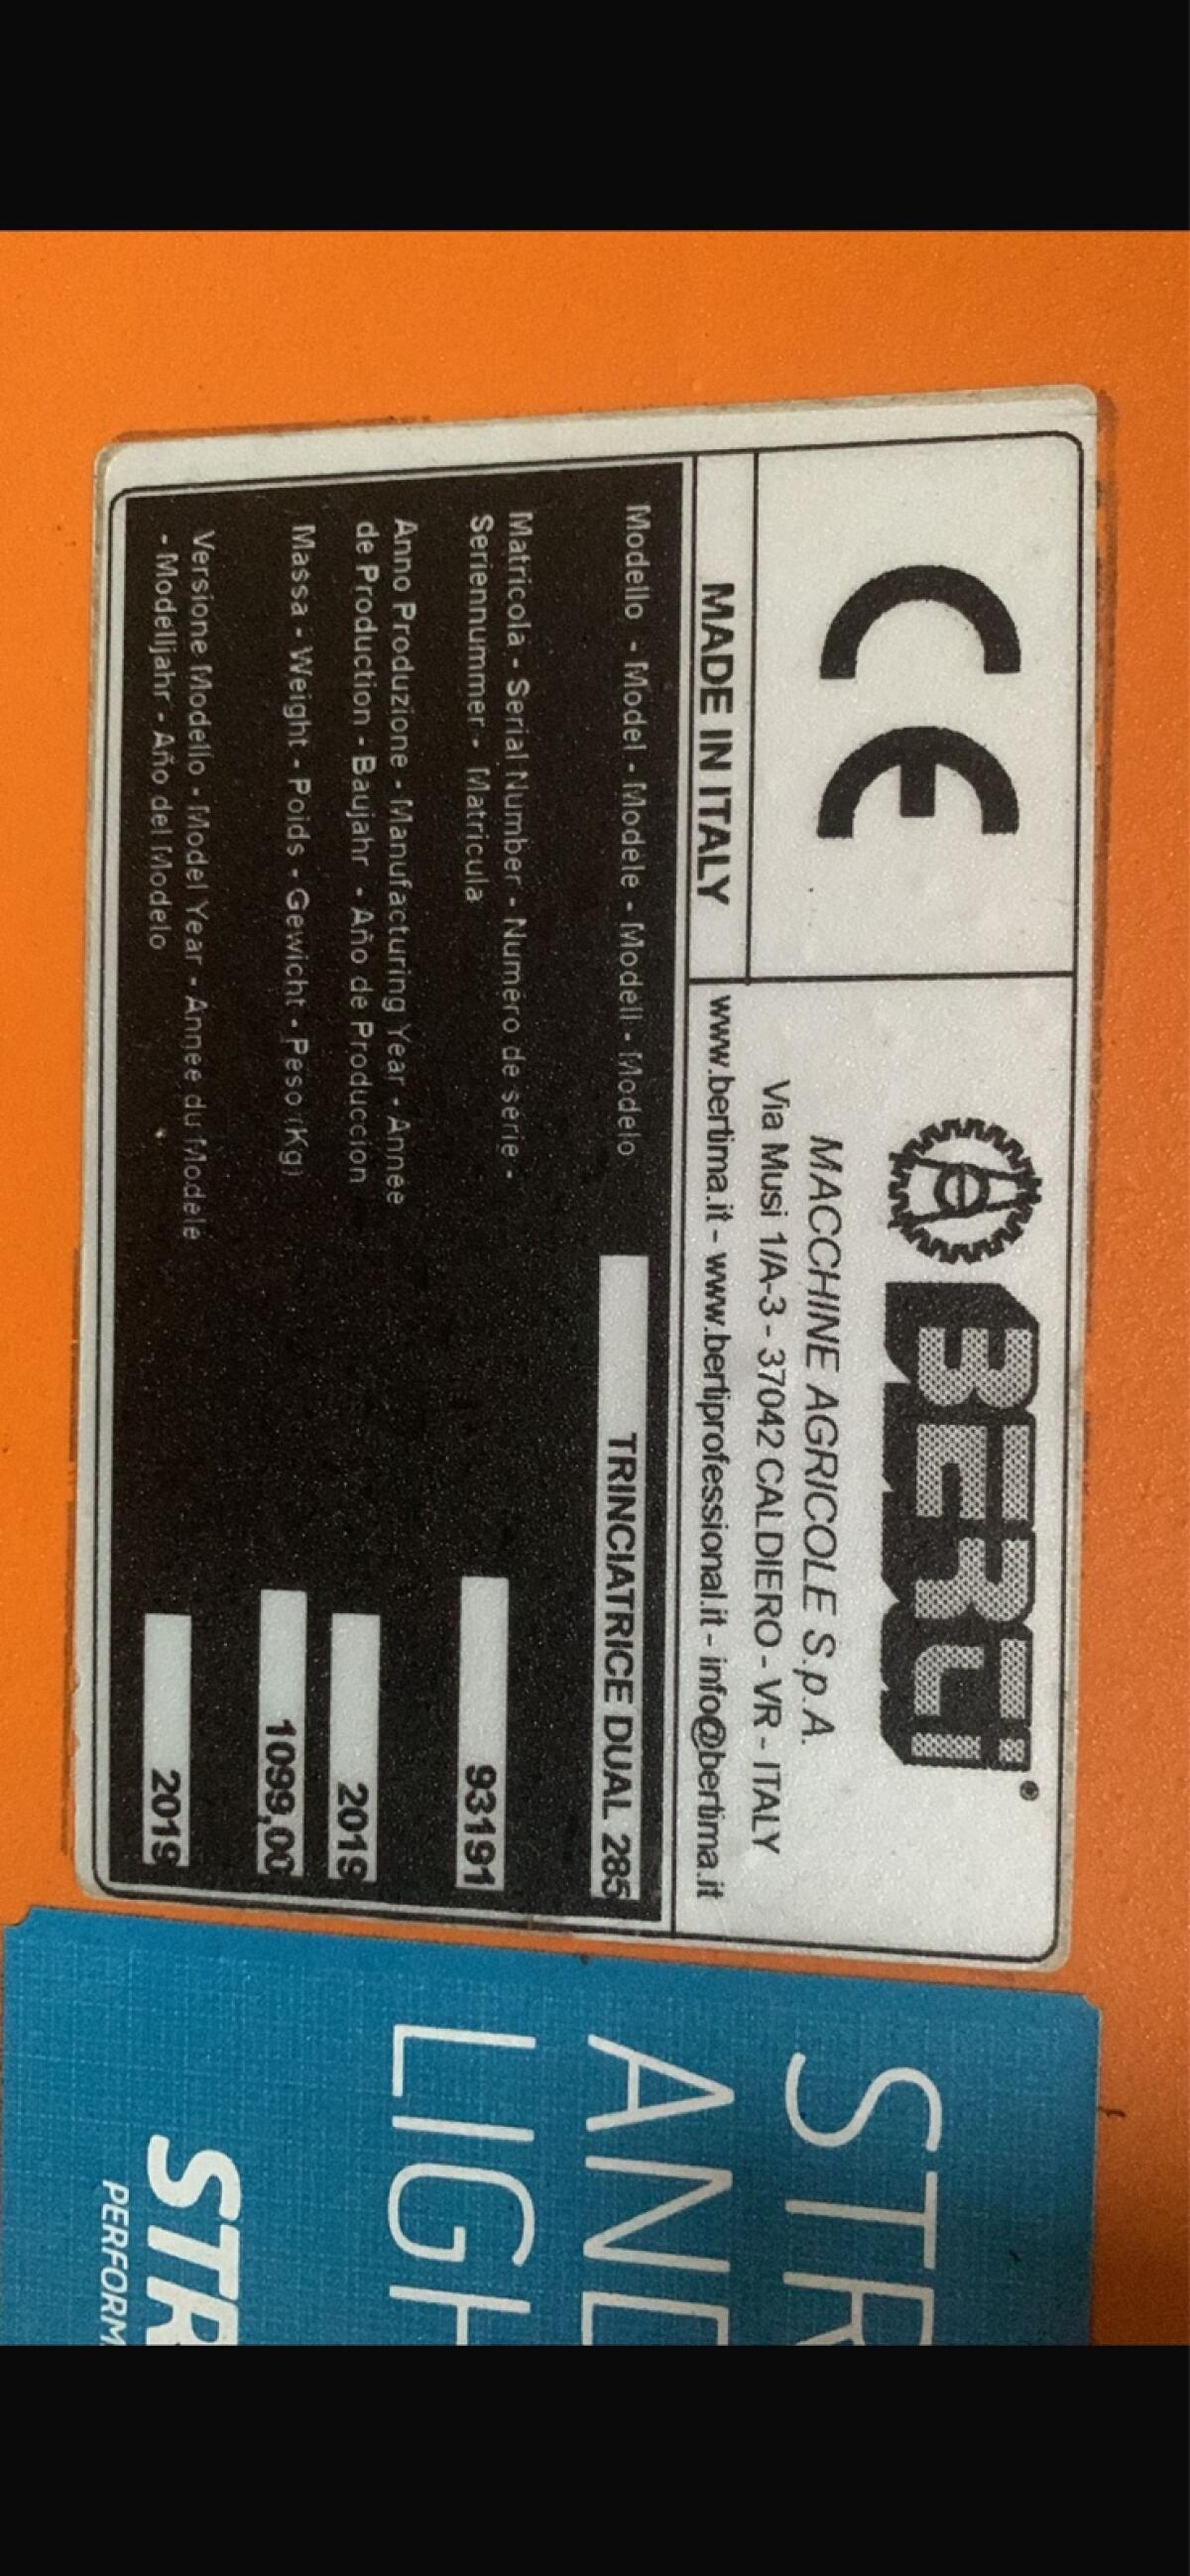 CE
MADE IN ITALY
BERTI®
MACCHINE AGRICOLE S.p.A.
Via Musi 1/A-3 - 37042 CALDIERO - VR - ITALY
www.bertima.it - www.bertiprofessional.it - info@bertima.it
Modello - Model - Modele - Modell - Modelo TRINCIATRICE DUAL 285
Matricola - Serial Number - Numéro de série -
Seriennummer - Matricula 93191
Anno Produzione - Manufacturing Year - Année
de Production - Baujahr - Año de Produccion 2019
Massa - Weight - Poids - Gewicht - Peso (Kg) 1099,00
Versione Modello - Model Year - Annee du Modele
- Modelljahr - Año del Modelo 2019
STR
AND
LIGH
STR
PERFORM